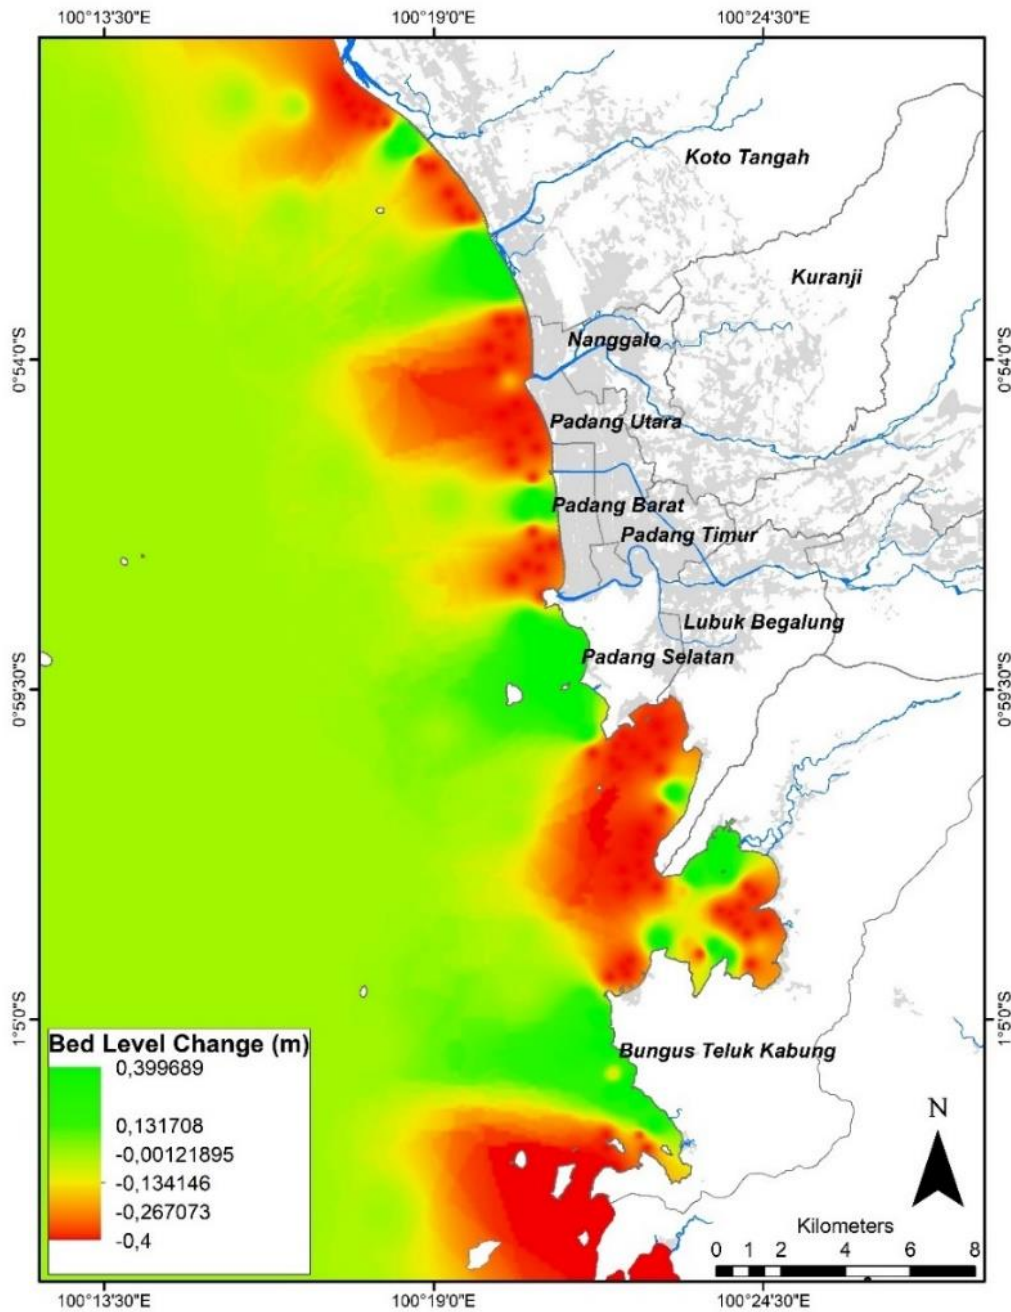 100°13'30"E
100°19'0"E
100°24'30"E
Koto Tangah
Kuranji
0°54'0"S
0°54'0"S
Nanggalo
Padang Utara
Padang Barat
Padang Timur
Lubuk Begalung
Padang Selatan
0°59'30"S
0°59'30"S
1°5'0"S
1°5'0"S
Bungus Teluk Kabung
Bed Level Change (m)
0,399689
0,131708
-0,00121895
-0,134146
-0,267073
-0,4
N
Kilometers
0 1 2 4 6 8
100°13'30"E
100°19'0"E
100°24'30"E